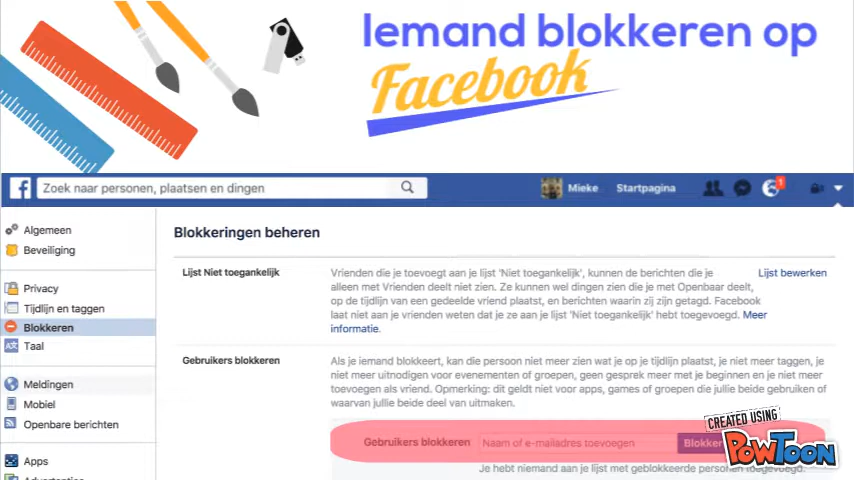 Iemand blokkeren op
Facebook
Zoek naar personen, plaatsen en dingen
Mieke
Startpagina
1
Algemeen
Beveiliging
Privacy
Tijdlijn en taggen
Blokkeren
Taal
Meldingen
Mobiel
Openbare berichten
Apps
Blokkeringen beheren
Lijst Niet toegankelijk
Vrienden die je toevoegt aan je lijst 'Niet toegankelijk', kunnen de berichten die je
alleen met Vrienden deelt niet zien. Ze kunnen wel dingen zien die je met Openbaar deelt,
op de tijdlijn van een gedeelde vriend plaatst, en berichten waarin zij zijn getagd. Facebook
laat niet aan je vrienden weten dat je ze aan je lijst 'Niet toegankelijk' hebt toegevoegd. Meer
informatie.
Lijst bewerken
Gebruikers blokkeren
Als je iemand blokkeert, kan die persoon niet meer zien wat je op je tijdlijn plaatst, je niet meer taggen, je
niet meer uitnodigen voor evenementen of groepen, geen gesprek meer met je beginnen en je niet meer
toevoegen als vriend. Opmerking: dit geldt niet voor apps, games of groepen die jullie beide gebruiken of
waarvan jullie beide deel van uitmaken.
Gebruikers blokkeren
Naam of e-mailadres toevoegen
Blokker
Je hebt niemand aan je lijst met geblokkeerde personen toegevoegd.
CREATED USING
POWTOON